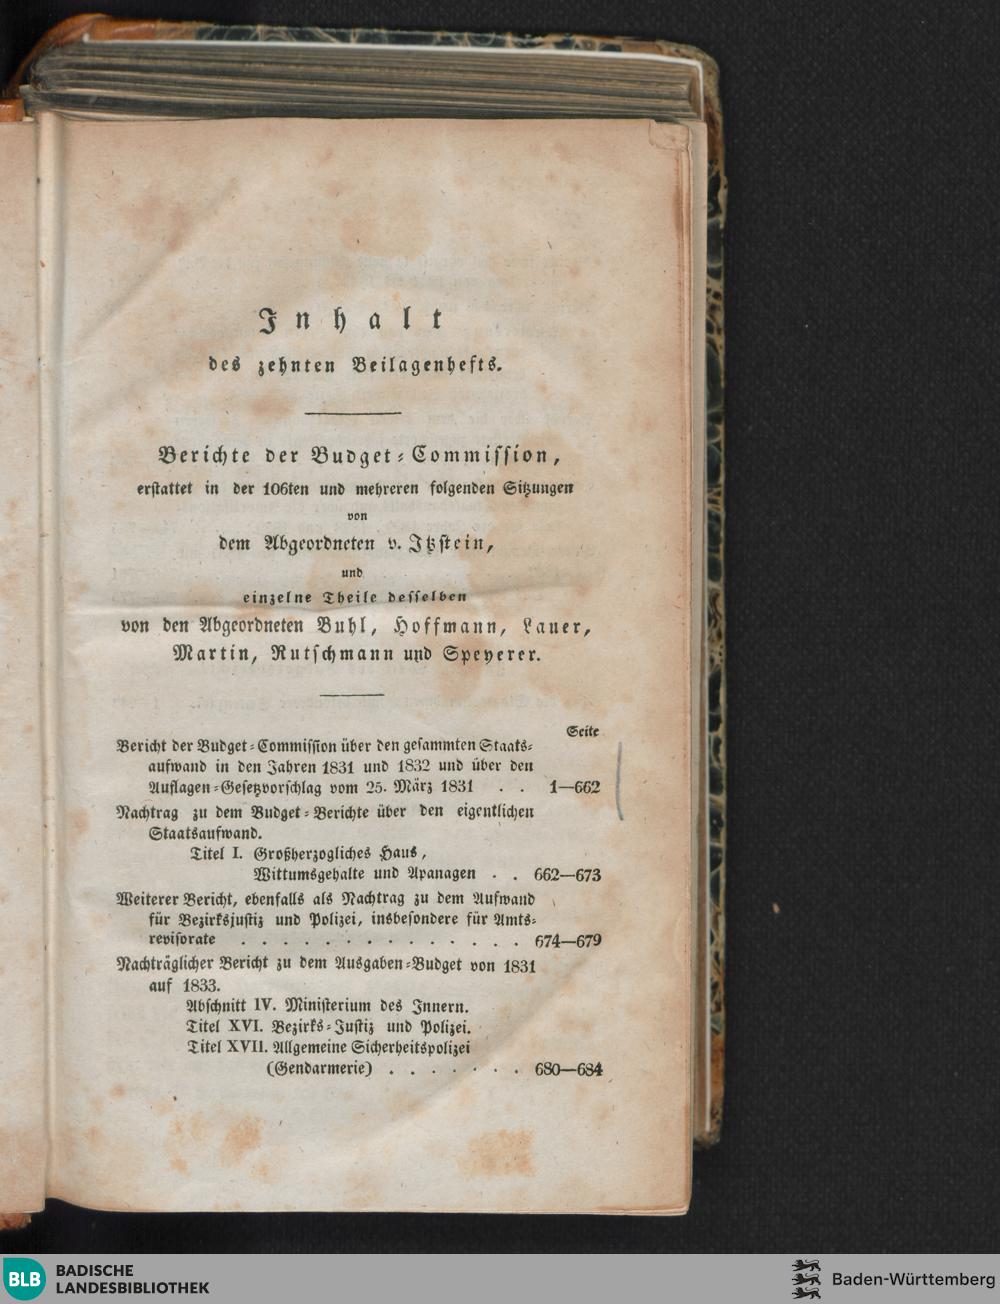 Inhalt
des zehnten Beilagenhefts.
Berichte der Budget-Commission,
erstattet in der 106ten und mehreren folgenden Sitzungen
von
dem Abgeordneten v. Itzstein,
und
einzelne Theile desselben
von den Abgeordneten Buhl, Hoffmann, Lauer,
Martin, Rutschmann und Speyerer.
Seite
Bericht der Budget-Commission über den gesammten Staats-
aufwand in den Jahren 1831 und 1832 und über den
Auflagen-Gesetzvorschlag vom 25. März 1831 . . 1—662
Nachtrag zu dem Budget-Berichte über den eigentlichen
Staatsaufwand.
Titel I. Großherzogliches Haus,
Wittumsgehalte und Apanagen . . 662—673
Weiterer Bericht, ebenfalls als Nachtrag zu dem Aufwand
für Bezirksjustiz und Polizei, insbesondere für Amts-
revisorate . . . . . . . . . . . . . . 674—679
Nachträglicher Bericht zu dem Ausgaben-Budget von 1831
auf 1833.
Abschnitt IV. Ministerium des Innern.
Titel XVI. Bezirks-Justiz und Polizei.
Titel XVII. Allgemeine Sicherheitspolizei
(Gendarmerie) . . . . . . . 680—684
BLB BADISCHE
LANDESBIBLIOTHEK
Baden-Württemberg